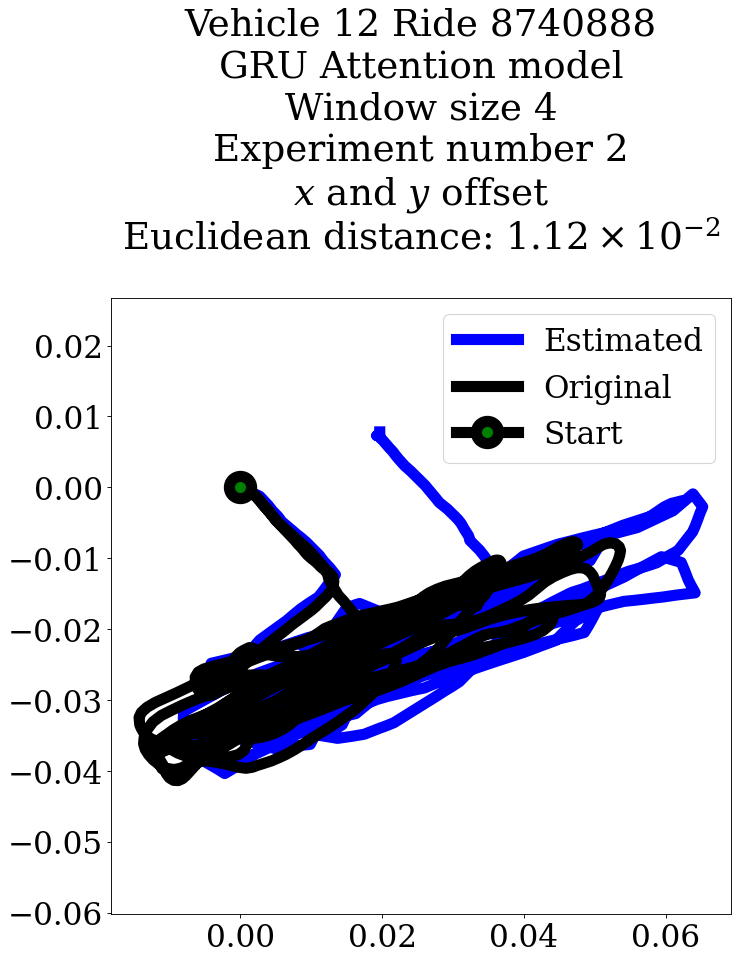 Vehicle 12 Ride 8740888
GRU Attention model
Window size 4
Experiment number 2
x and y offset
Euclidean distance: 1.12 × 10⁻²
Estimated
Original
Start
0.02
0.01
0.00
−0.01
−0.02
−0.03
−0.04
−0.05
−0.06
0.00 0.02 0.04 0.06